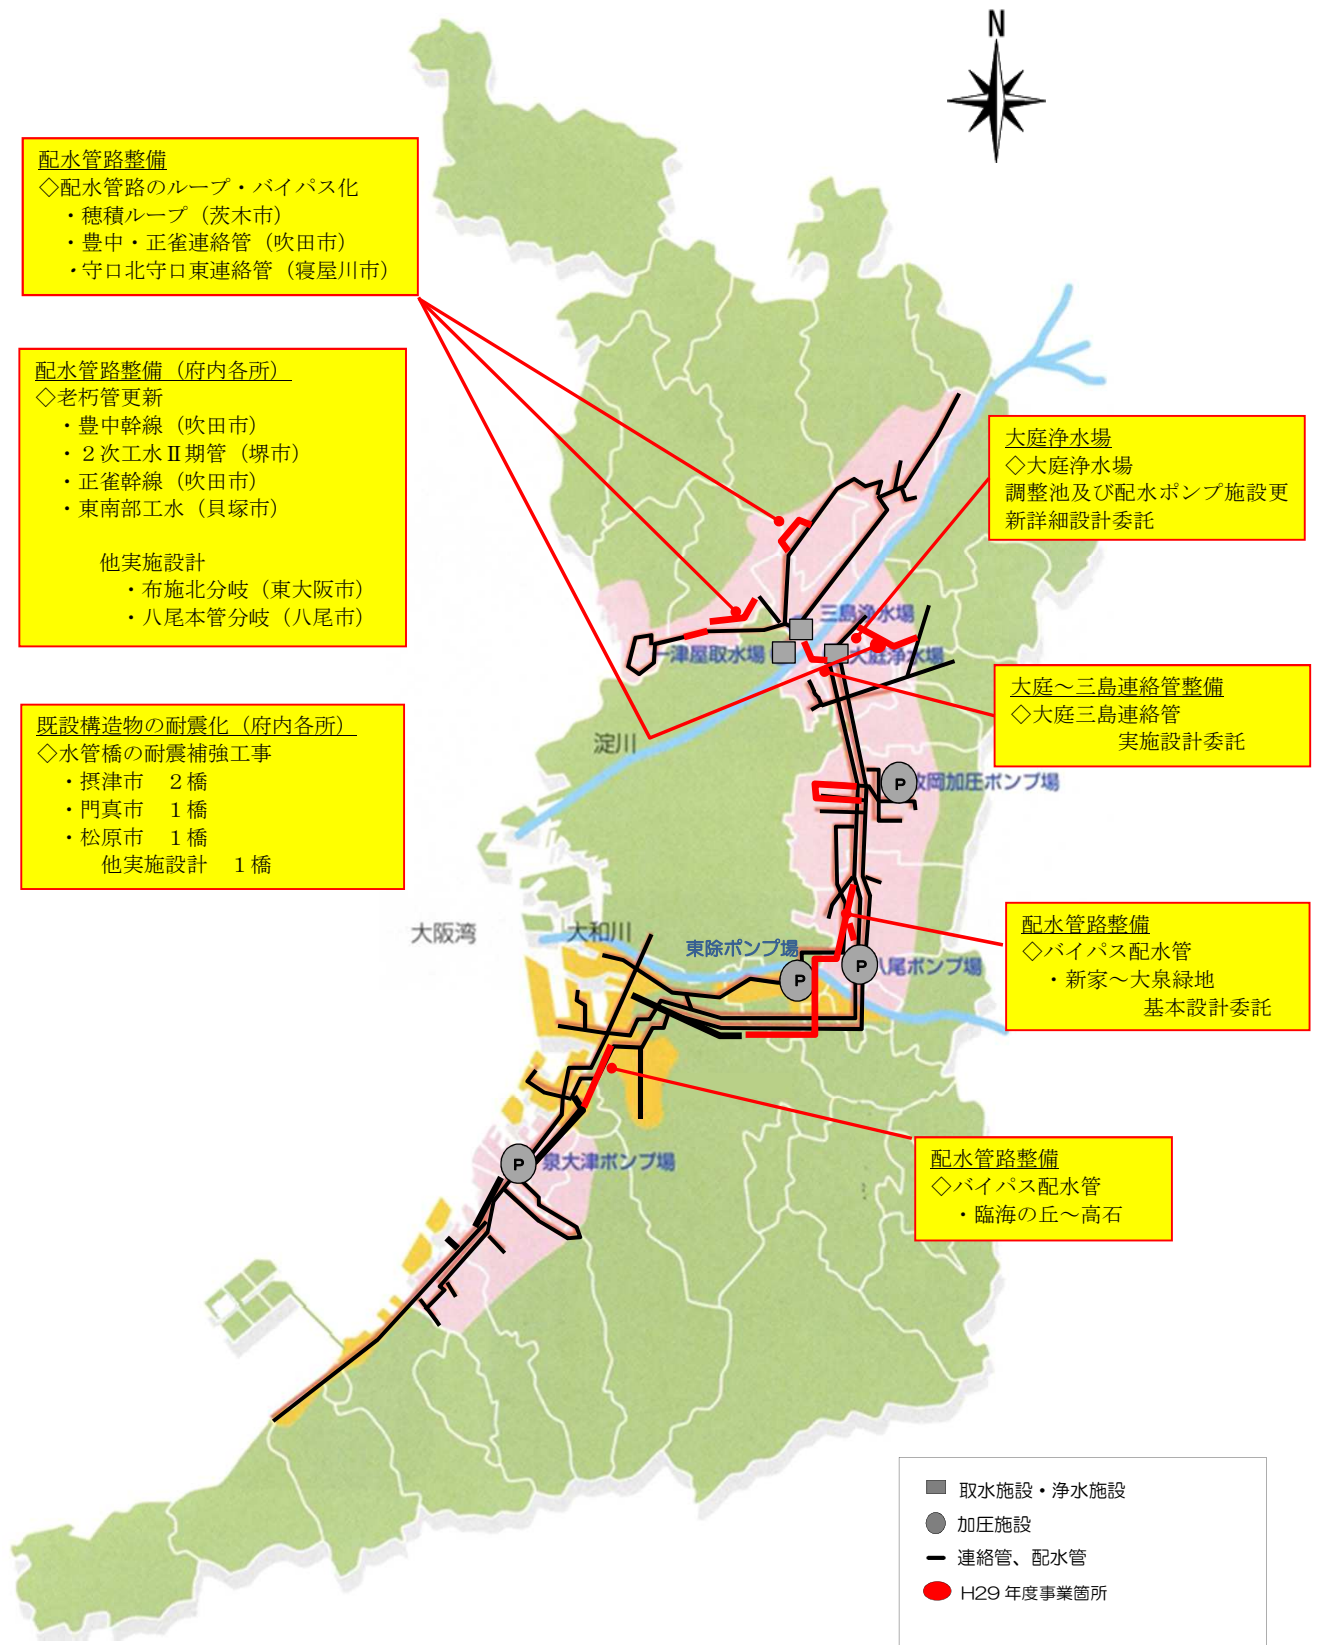 N
配水管路整備
◇配水管路のループ・バイパス化
・穂積ループ（茨木市）
・豊中・正雀連絡管（吹田市）
・守口北守口東連絡管（寝屋川市）
配水管路整備（府内各所）
◇老朽管更新
・豊中幹線（吹田市）
・２次工水Ⅱ期管（堺市）
・正雀幹線（吹田市）
・東南部工水（貝塚市）
他実施設計
・布施北分岐（東大阪市）
・八尾本管分岐（八尾市）
既設構造物の耐震化（府内各所）
◇水管橋の耐震補強工事
・摂津市　２橋
・門真市　１橋
・松原市　１橋
他実施設計　１橋
大庭浄水場
◇大庭浄水場
調整池及び配水ポンプ施設更
新詳細設計委託
三島浄水場
一津屋取水場
大庭浄水場
大庭～三島連絡管整備
◇大庭三島連絡管
実施設計委託
淀川
P
枚岡加圧ポンプ場
配水管路整備
◇バイパス配水管
・新家～大泉緑地
基本設計委託
大阪湾
大和川
東除ポンプ場
P
P
八尾ポンプ場
配水管路整備
◇バイパス配水管
・臨海の丘～高石
P
泉大津ポンプ場
取水施設・浄水施設
加圧施設
連絡管、配水管
H29 年度事業箇所